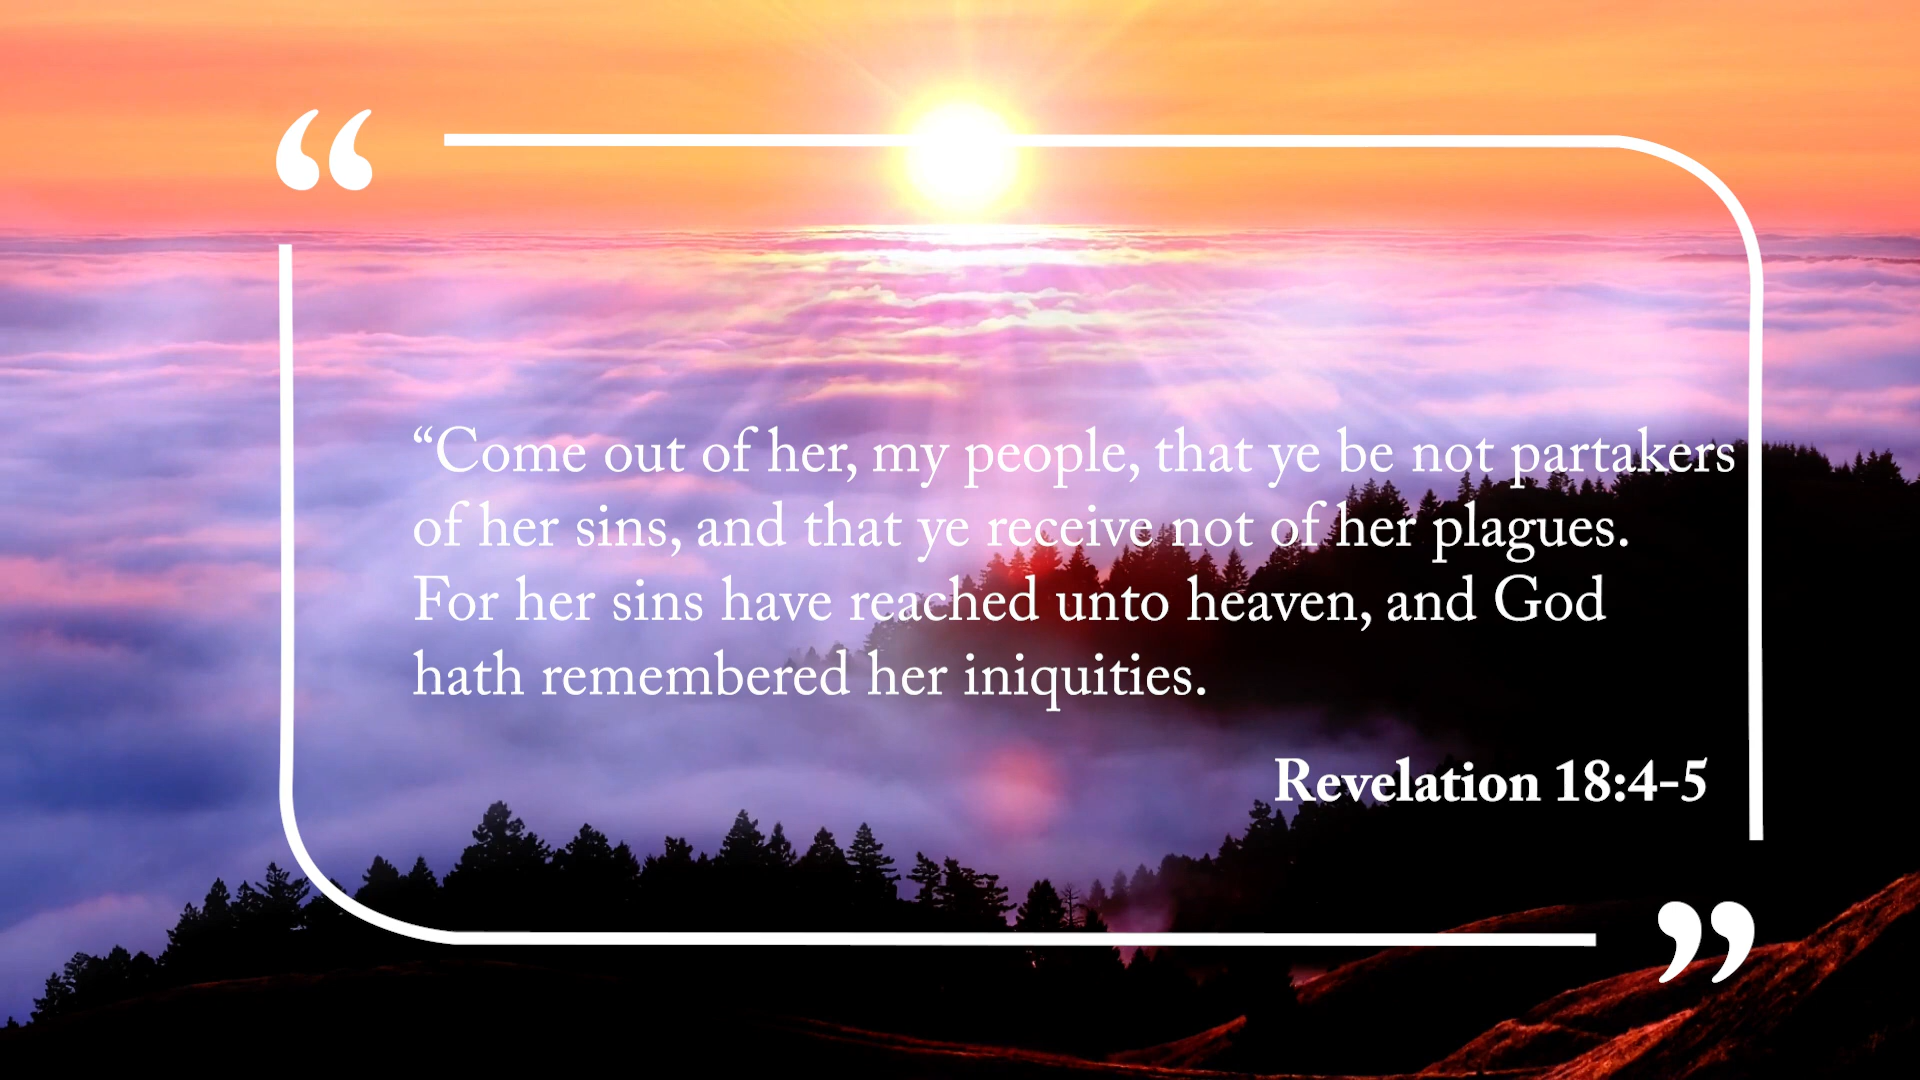 “Come out of her, my people, that ye be not partakers
of her sins, and that ye receive not of her plagues.
For her sins have reached unto heaven, and God
hath remembered her iniquities.
Revelation 18:4-5